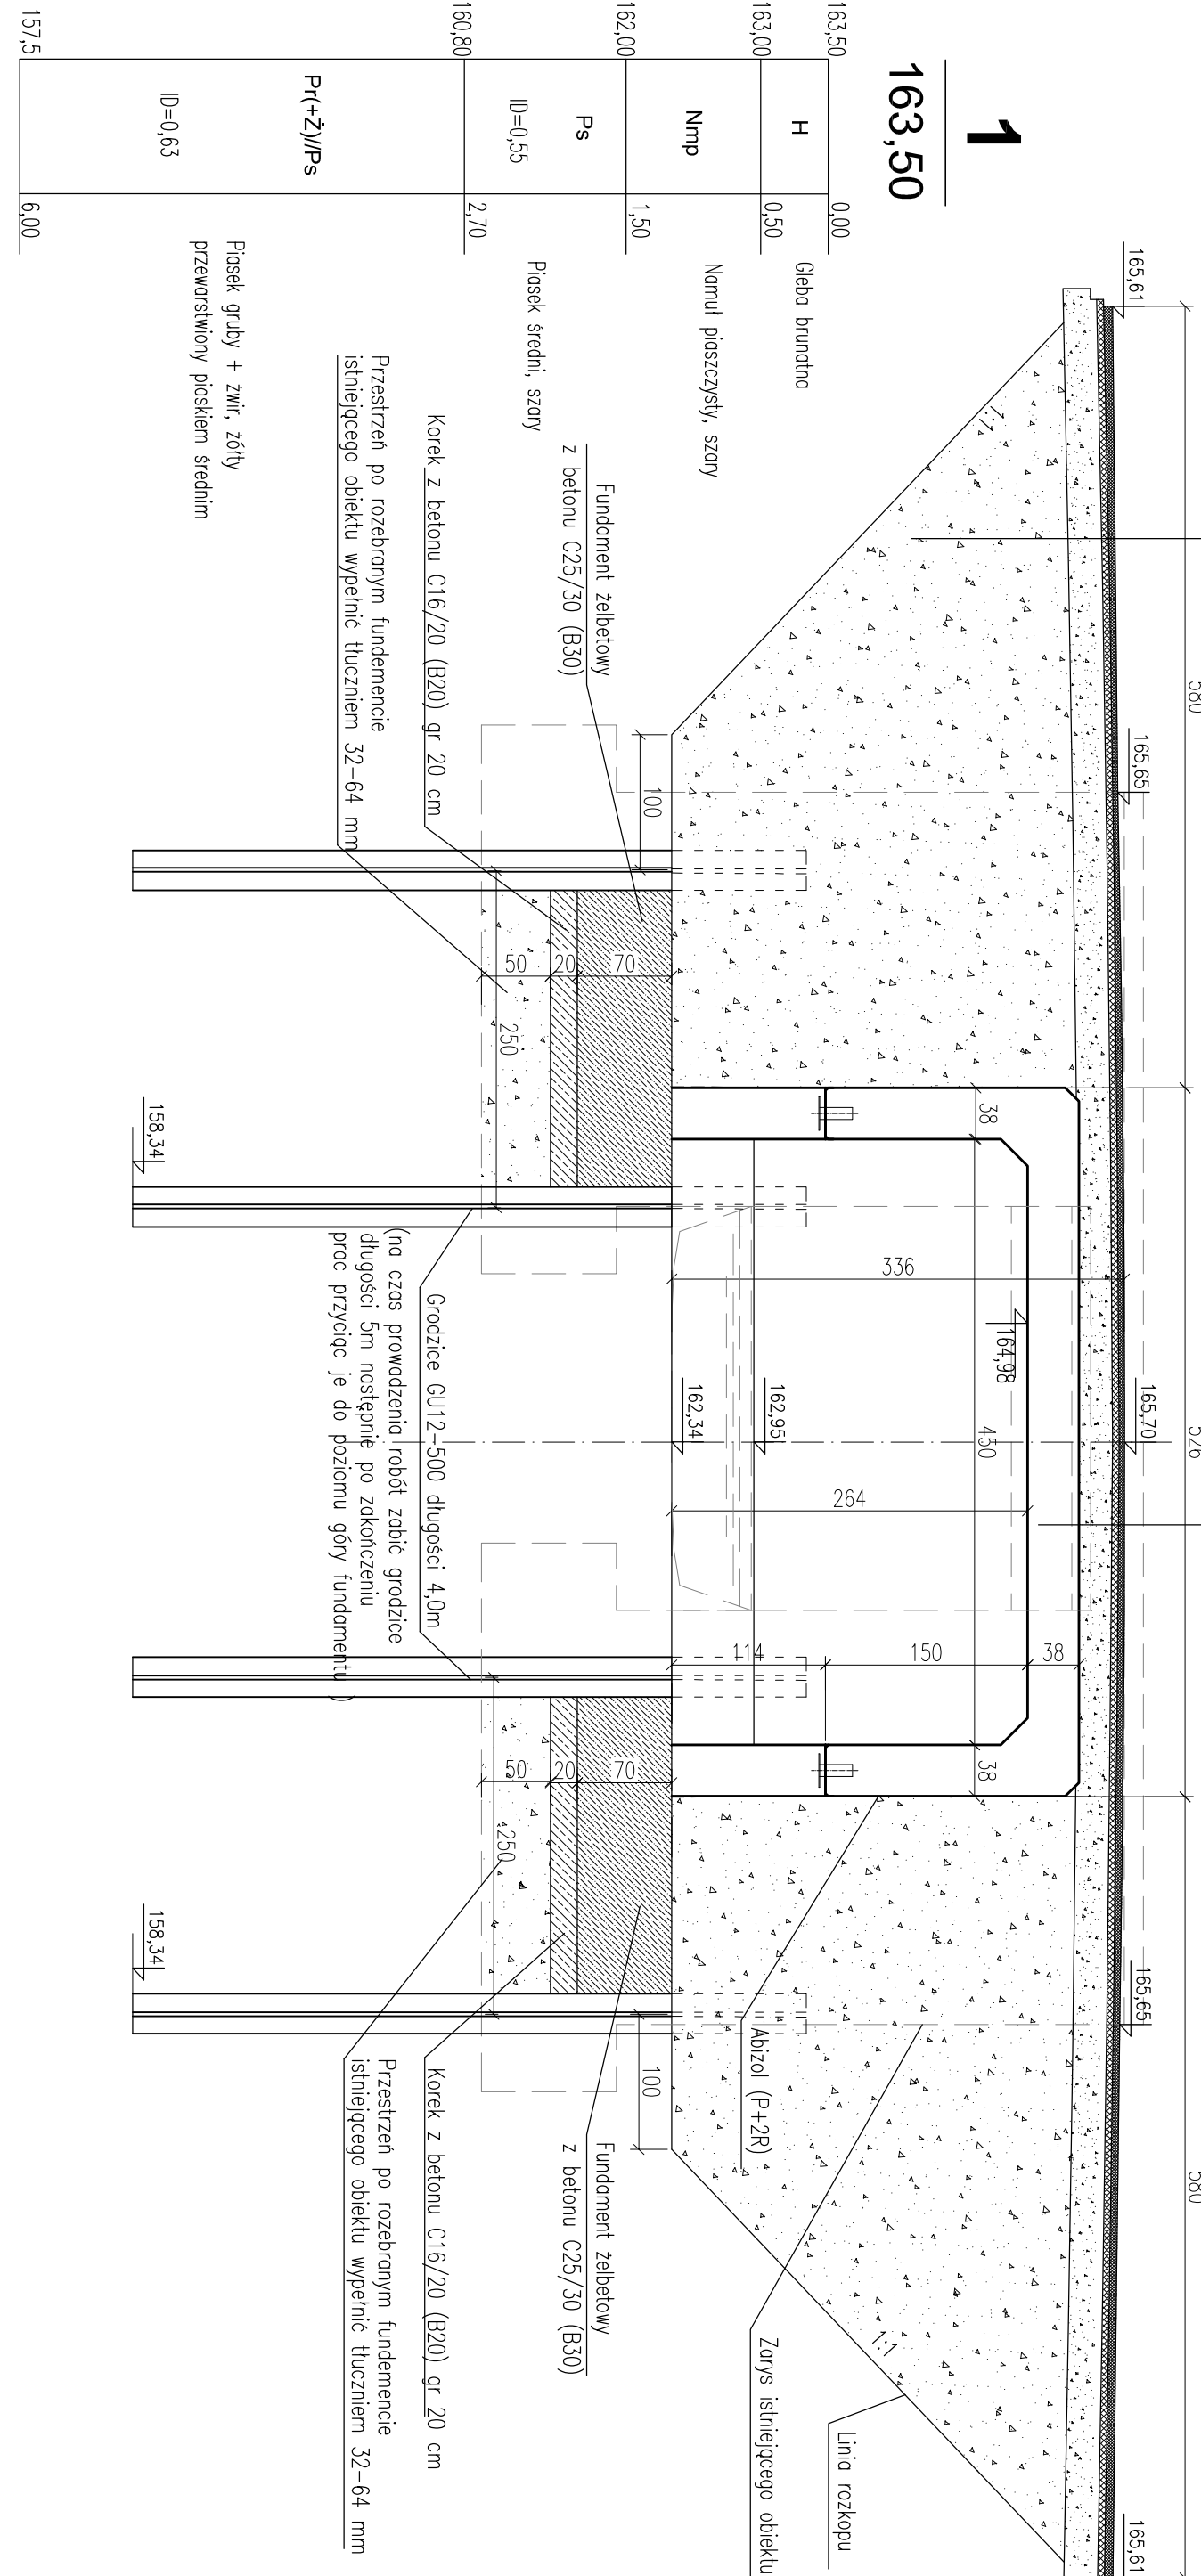 1
163,50
163,50
163,00
162,00
160,80
157,5
H
Nmp
Ps
ID=0,55
Pr(+Ż)//Ps
ID=0,63
0,00
0,50
1,50
2,70
6,00
Gleba brunatna
Namuł piaszczysty, szary
Piasek średni, szary
Piasek gruby + żwir, żółty
przewarstwiony piaskiem średnim
580
526
580
165,61
165,65
165,70
165,65
165,61
1:1
1:1
Fundament żelbetowy
z betonu C25/30 (B30)
Korek z betonu C16/20 (B20) gr 20 cm
Przestrzeń po rozebranym fundemencie
istniejącego obiektu wypełnić tłuczniem 32-64 mm
100
70
20
50
250
158,34
38
336
164,98
450
162,95
162,34
264
114
150
38
38
Grodzice GU12-500 długości 4,0m
(na czas prowadzenia robót zabić grodzice
długości 5m następnie po zakończeniu
prac przyciąc je do poziomu góry fundamentu )
70
20
50
250
158,34
100
Abizol (P+2R)
Zarys istniejącego obiektu
Linia rozkopu
Fundament żelbetowy
z betonu C25/30 (B30)
Korek z betonu C16/20 (B20) gr 20 cm
Przestrzeń po rozebranym fundemencie
istniejącego obiektu wypełnić tłuczniem 32-64 mm